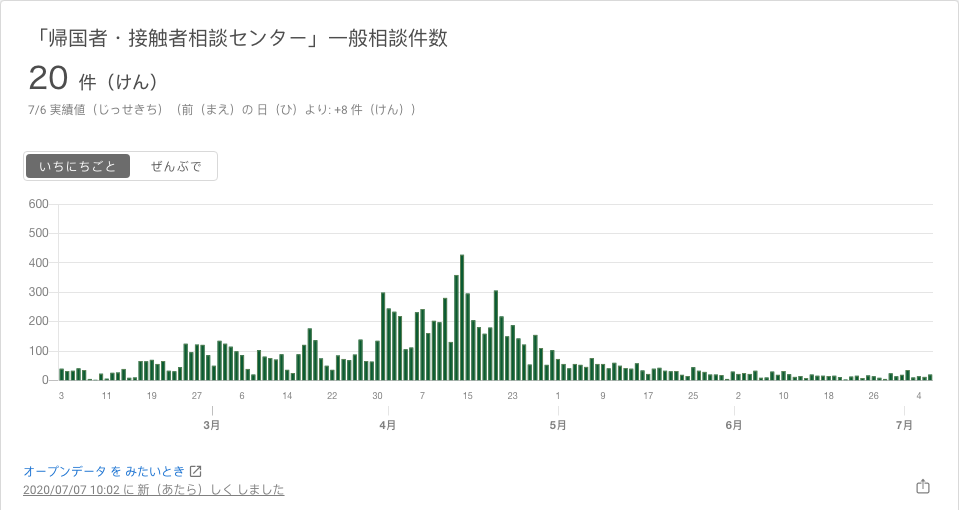 「帰国者・接触者相談センター」一般相談件数
20 件（けん）
7/6 実績値（じっせきち）（前（まえ）の 日（ひ）より: +8 件（けん））
いちにちごと ぜんぶで
600
500
400
300
200
100
0
3 11 19 27 6 14 22 30 7 15 23 1 9 17 25 2 10 18 26 4
3月 4月 5月 6月 7月
オープンデータ を みたいとき
2020/07/07 10:02 に 新（あたら）しく しました